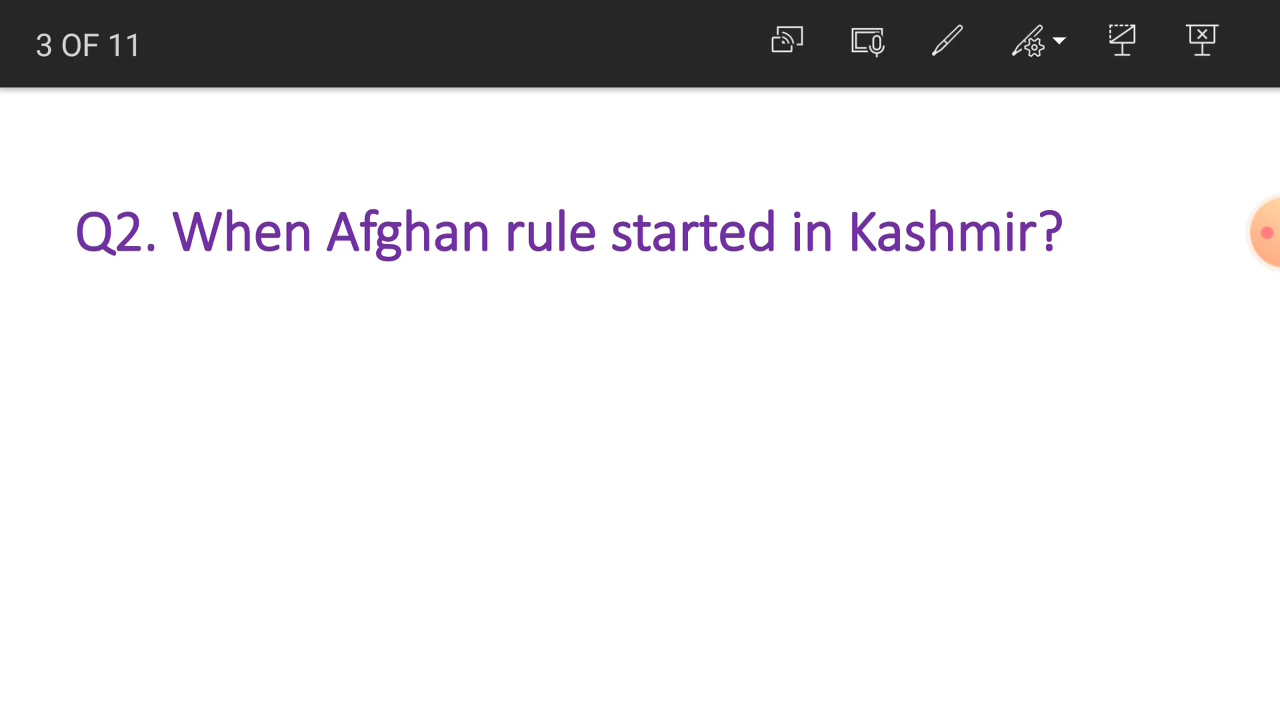 3 OF 11
Q2. When Afghan rule started in Kashmir?